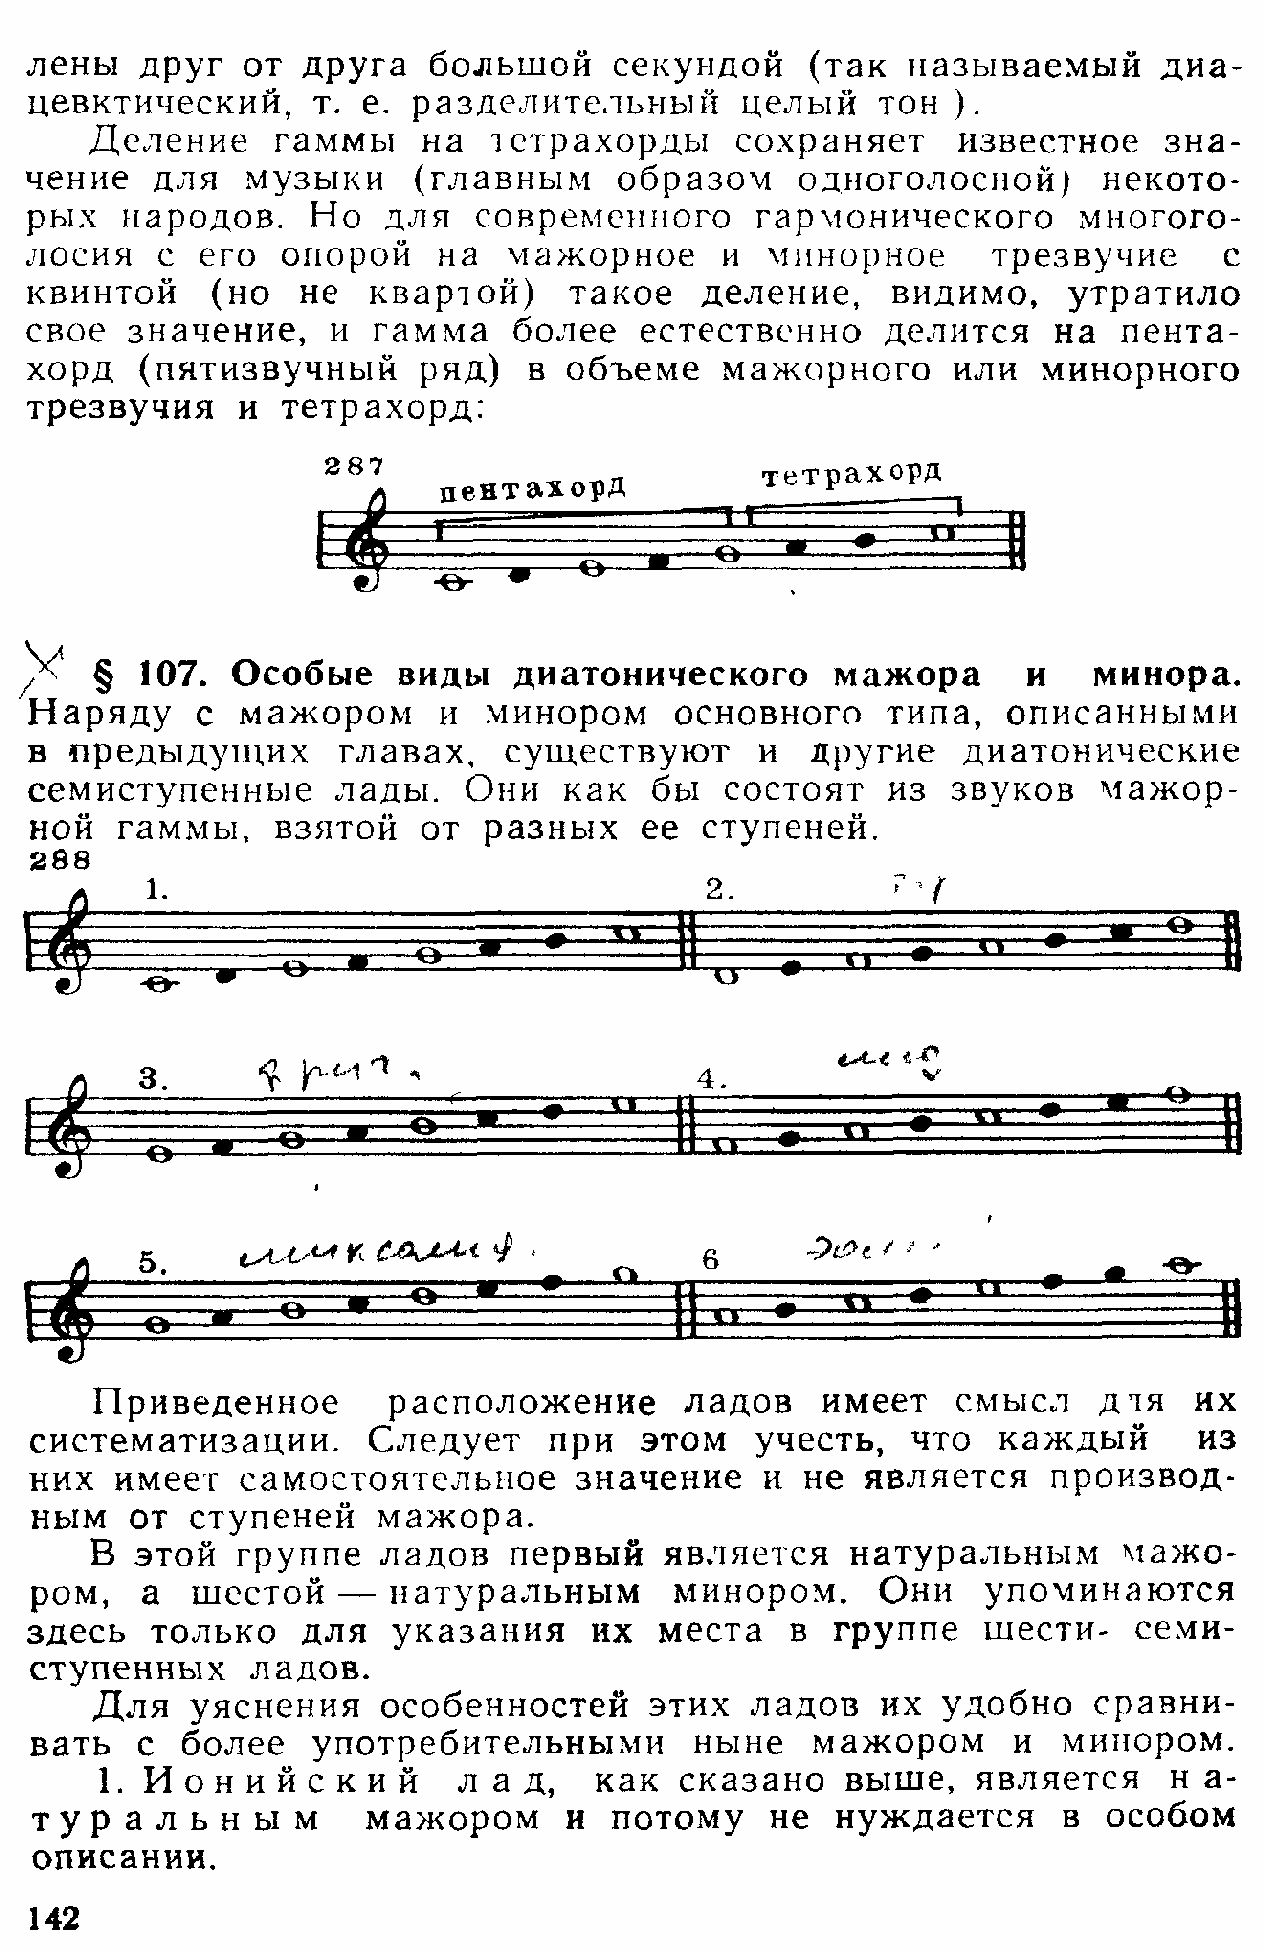 лены друг от друга большой секундой (так называемый диа-
цевктический, т. е. разделительный целый тон ).
Деление гаммы на тетрахорды сохраняет известное зна-
чение для музыки (главным образом одноголосной) некото-
рых народов. Но для современного гармонического многого-
лосия с его опорой на мажорное и минорное трезвучие с
квинтой (но не квартой) такое деление, видимо, утратило
свое значение, и гамма более естественно делится на пента-
хорд (пятизвучный ряд) в объеме мажорного или минорного
трезвучия и тетрахорд:
287
пентахорд тетрахорд
§ 107. Особые виды диатонического мажора и минора.
Наряду с мажором и минором основного типа, описанными
в предыдущих главах, существуют и другие диатонические
семиступенные лады. Они как бы состоят из звуков мажор-
ной гаммы, взятой от разных ее ступеней.
288
1. 2.
3. фриг. 4.
5. миксолид. 6
Приведенное расположение ладов имеет смысл для их
систематизации. Следует при этом учесть, что каждый из
них имеет самостоятельное значение и не является производ-
ным от ступеней мажора.
В этой группе ладов первый является натуральным мажо-
ром, а шестой — натуральным минором. Они упоминаются
здесь только для указания их места в группе шести- семи-
ступенных ладов.
Для уяснения особенностей этих ладов их удобно сравни-
вать с более употребительными ныне мажором и минором.
1. Ионийский лад, как сказано выше, является на-
туральным мажором и потому не нуждается в особом
описании.
142